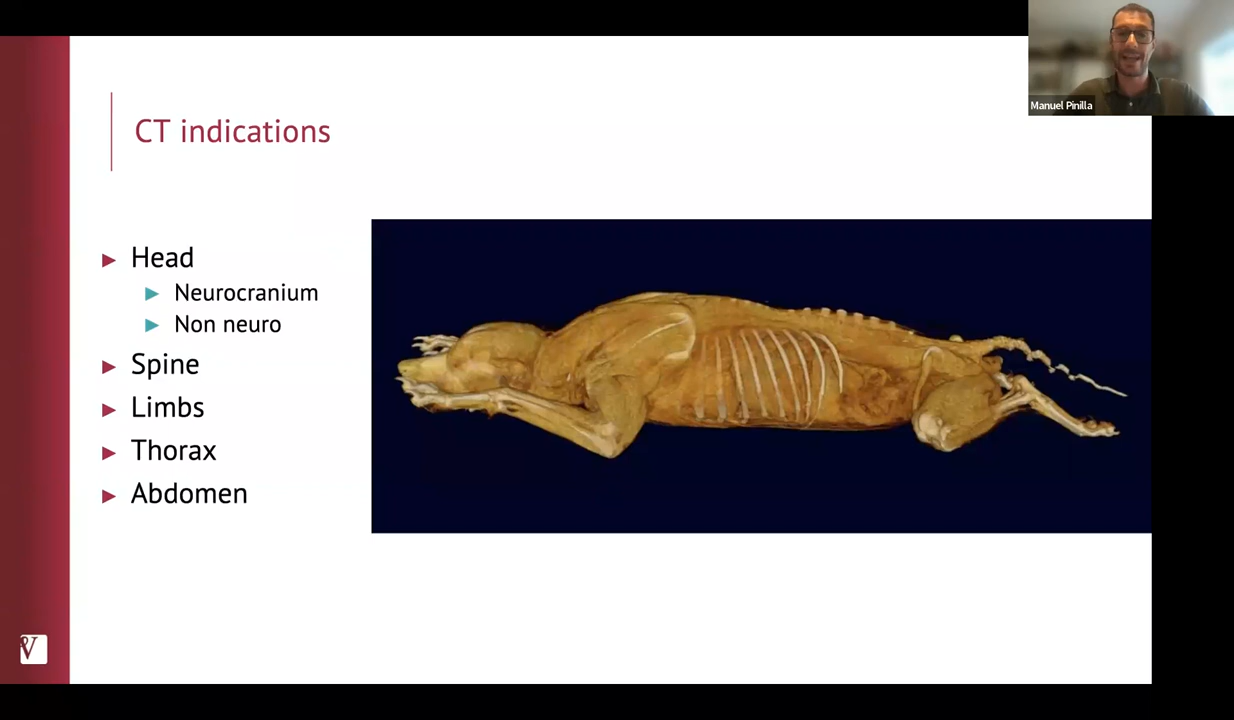 CT indications
Head
Neurocranium
Non neuro
Spine
Limbs
Thorax
Abdomen
Manuel Pinilla
V